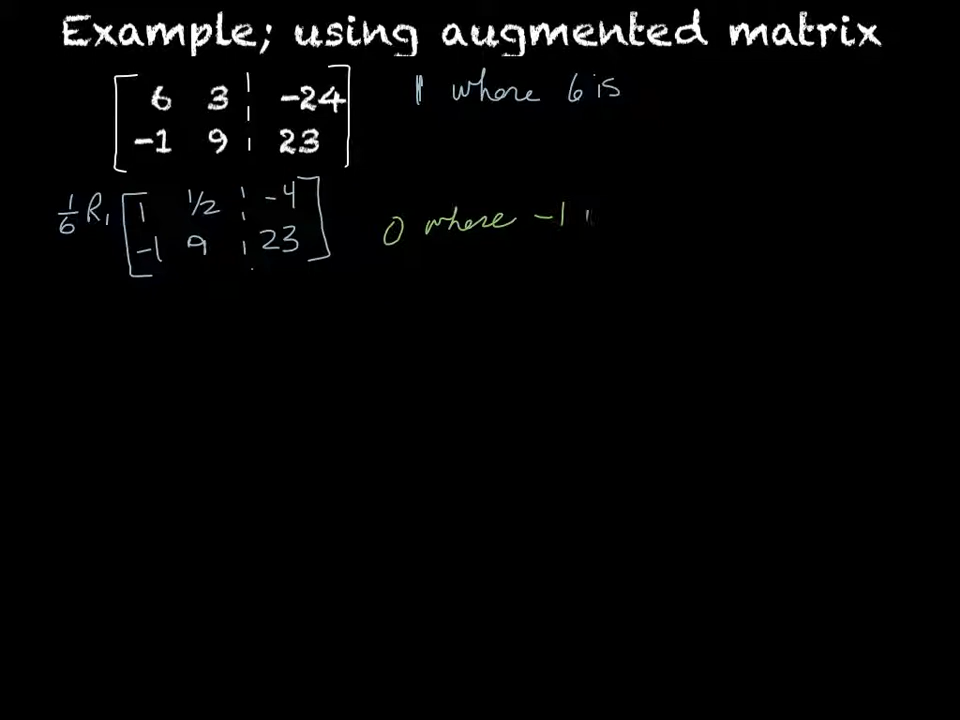 Example; using augmented matrix
6 3 -24 1 where 6 is
-1 9 23
1/6 R1 1 1/2 -4
-1 9 23 0 where -1